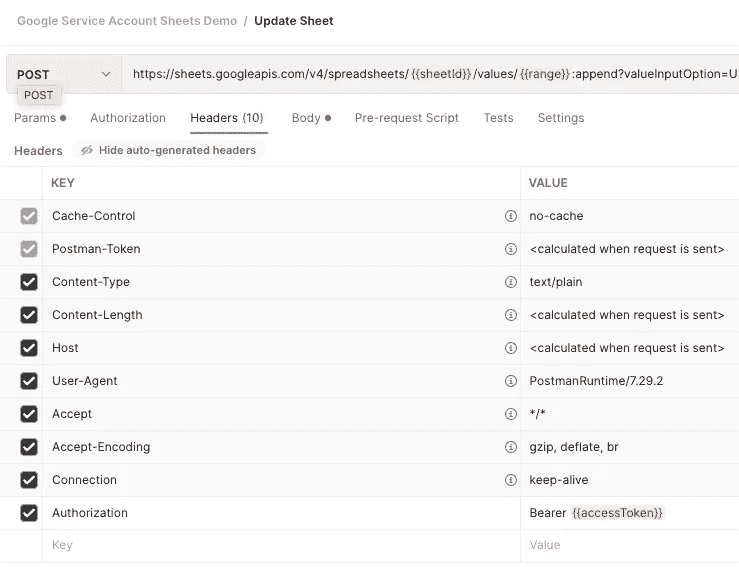 Google Service Account Sheets Demo / Update Sheet
POST https://sheets.googleapis.com/v4/spreadsheets/{{sheetId}}/values/{{range}}:append?valueInputOption=U
POST
Params Authorization Headers (10) Body Pre-request Script Tests Settings
Headers Hide auto-generated headers
KEY VALUE
Cache-Control no-cache
Postman-Token <calculated when request is sent>
Content-Type text/plain
Content-Length <calculated when request is sent>
Host <calculated when request is sent>
User-Agent PostmanRuntime/7.29.2
Accept */*
Accept-Encoding gzip, deflate, br
Connection keep-alive
Authorization Bearer {{accessToken}}
Key Value